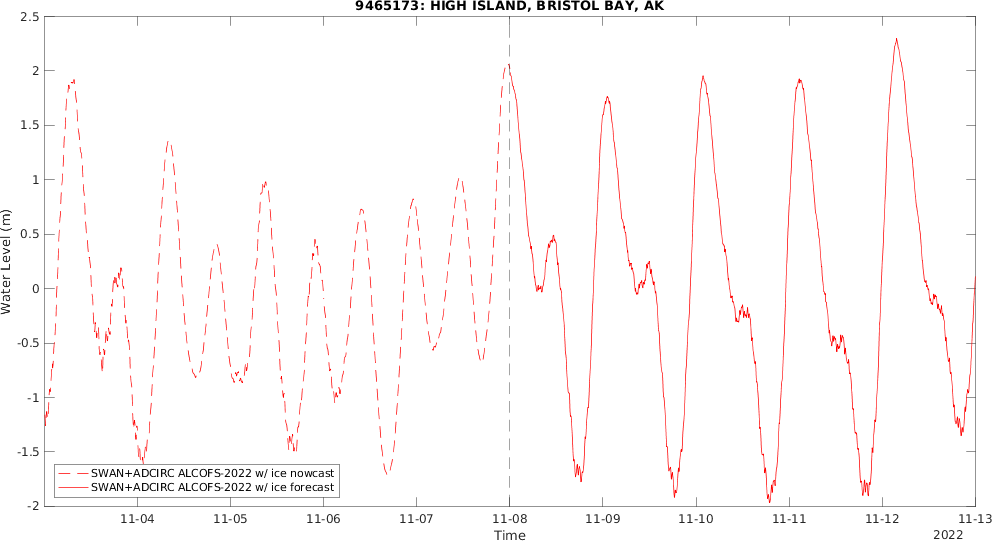 9465173: HIGH ISLAND, BRISTOL BAY, AK
2.5
2
1.5
1
0.5
0
-0.5
-1
-1.5
-2
Water Level (m)
SWAN+ADCIRC ALCOFS-2022 w/ ice nowcast
SWAN+ADCIRC ALCOFS-2022 w/ ice forecast
11-04 11-05 11-06 11-07 11-08 11-09 11-10 11-11 11-12 11-13
Time
2022